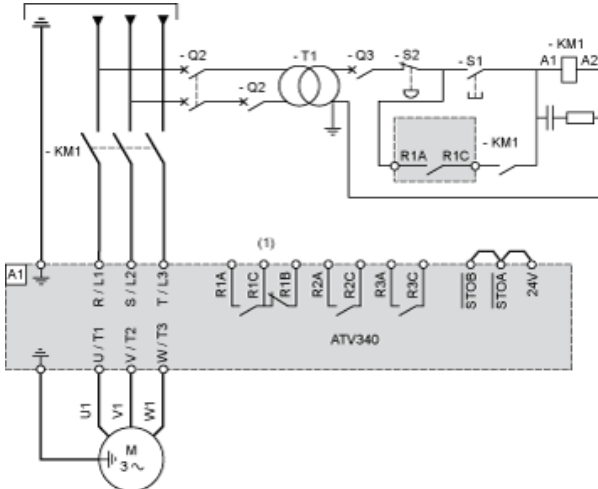 - Q2
- T1
- Q3
- S2
- S1
- KM1
A1
A2
- Q2
- KM1
R1A
R1C
- KM1
(1)
A1
R / L1
S / L2
T / L3
R1A
R1C
R1B
R2A
R2C
R3A
R3C
STOB
STOA
24V
ATV340
U / T1
V / T2
W / T3
U1
V1
W1
M
3 ~